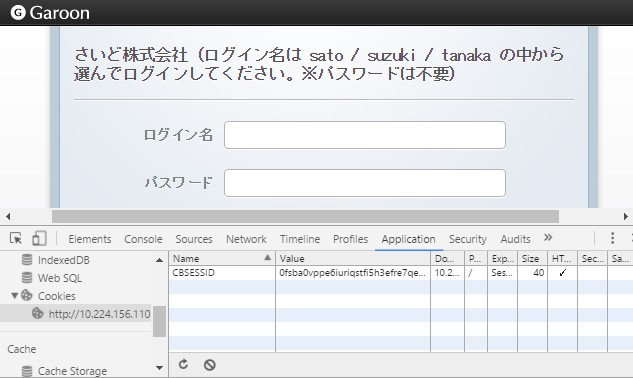 G Garoon
さいど株式会社（ログイン名は sato / suzuki / tanaka の中から
選んでログインしてください。※パスワードは不要）
ログイン名
パスワード
Elements Console Sources Network Timeline Profiles Application Security Audits »
IndexedDB
Web SQL
Cookies
http://10.224.156.110
Cache
Cache Storage
Name Value Do... P... Exp... Size HT... Sec... Sa...
CBSESSID 0fsba0vppe6iuriqstfi5h3efre7qe... 10.2... / Ses... 40 ✓